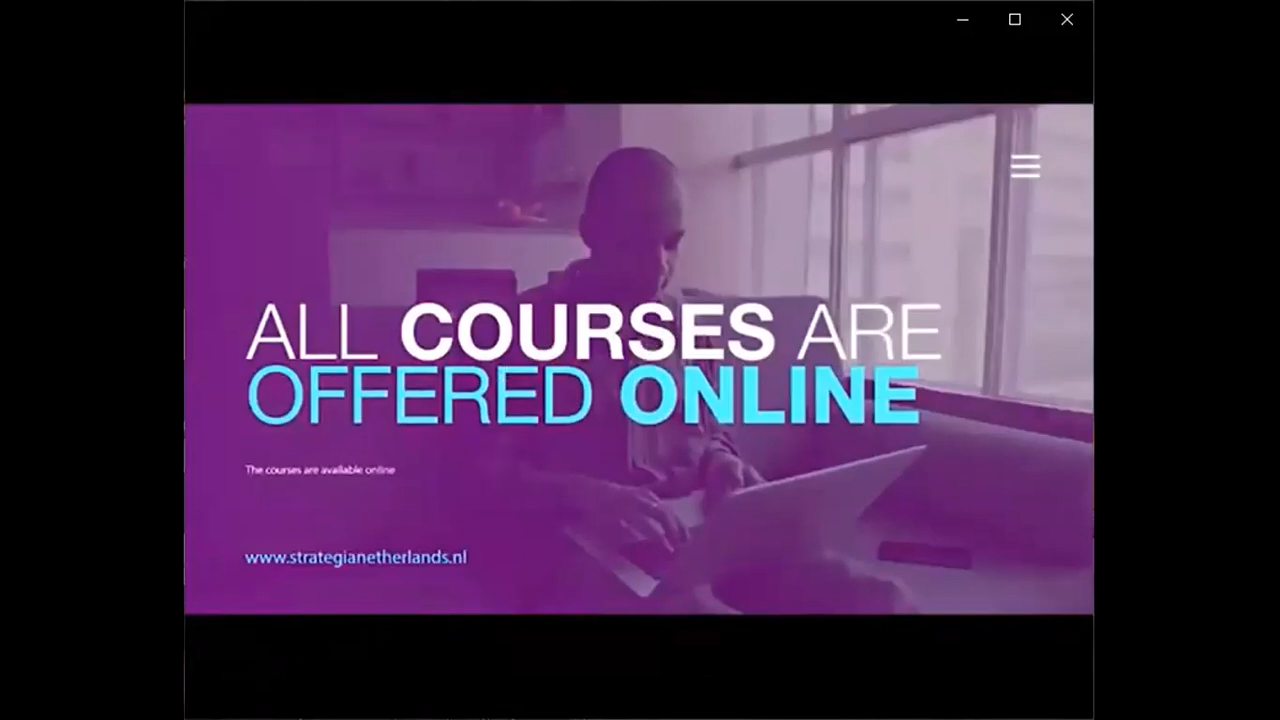 ALL COURSES ARE
OFFERED ONLINE
The courses are available online
www.strategianetherlands.nl